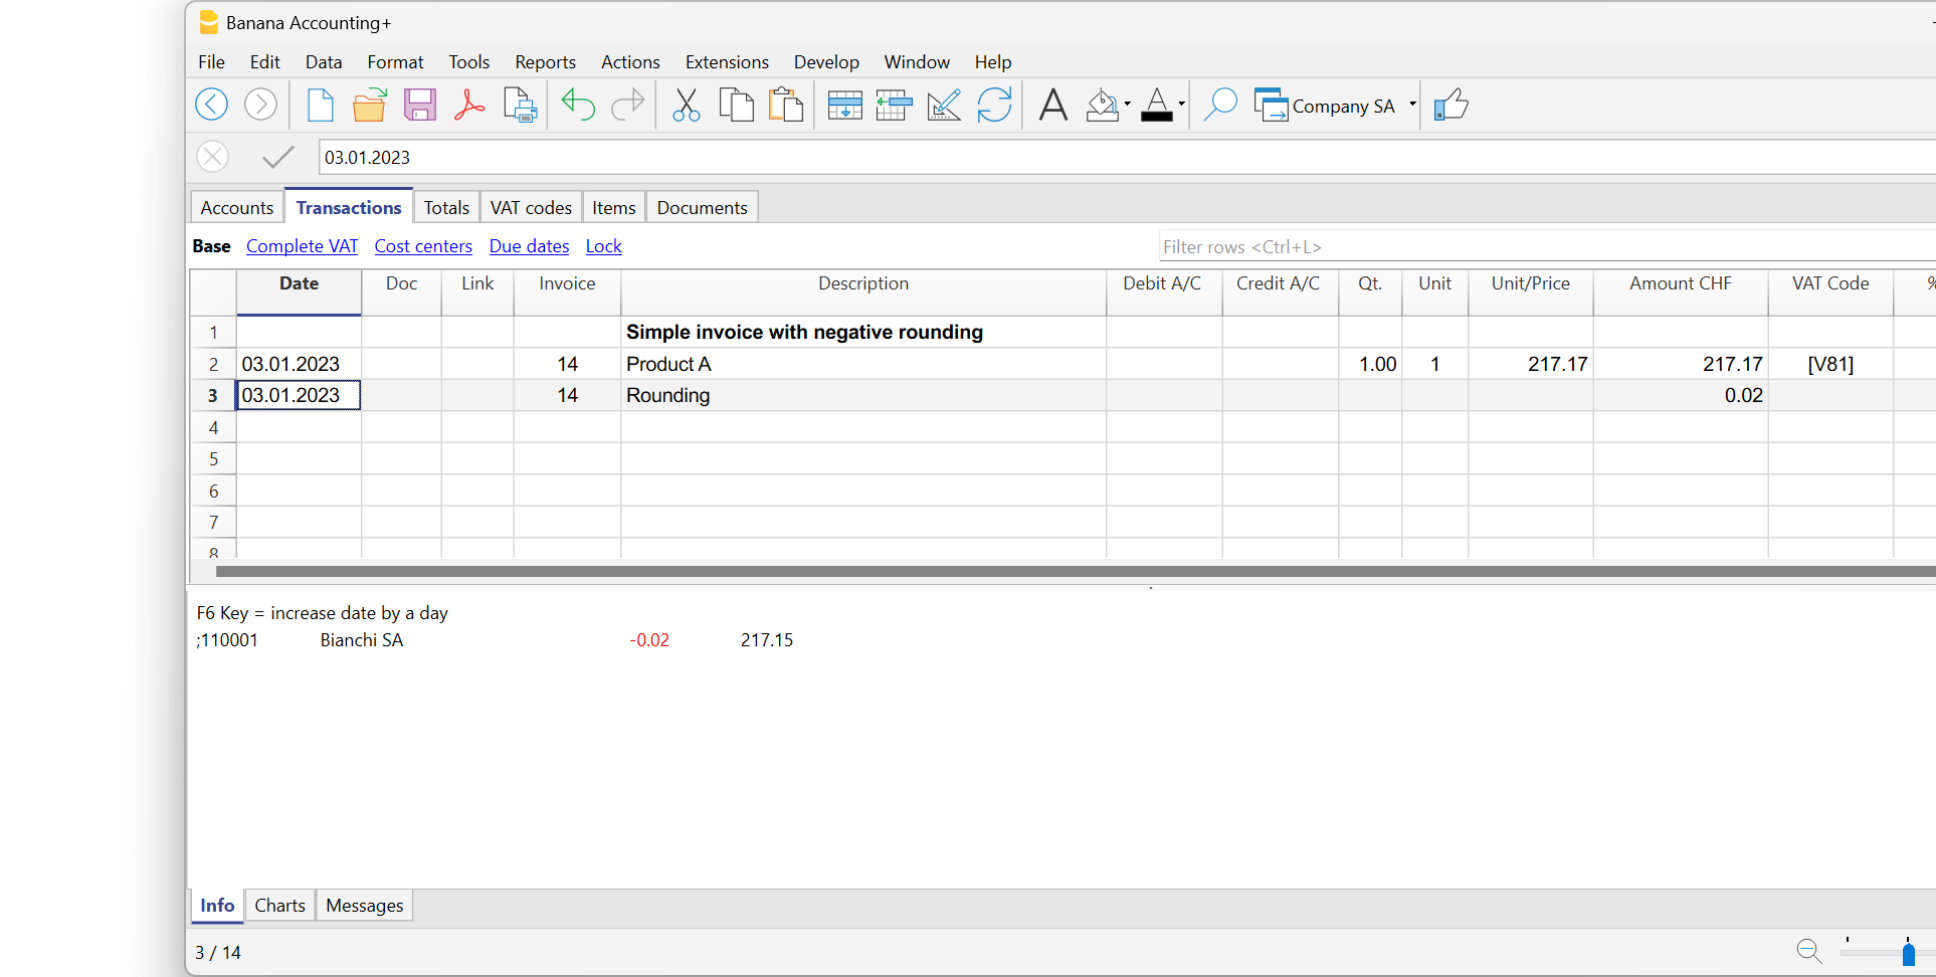 Banana Accounting+
File Edit Data Format Tools Reports Actions Extensions Develop Window Help
Company SA
03.01.2023
Accounts Transactions Totals VAT codes Items Documents
Base Complete VAT Cost centers Due dates Lock Filter rows <Ctrl+L>
Date Doc Link Invoice Description Debit A/C Credit A/C Qt. Unit Unit/Price Amount CHF VAT Code %
1 Simple invoice with negative rounding
2 03.01.2023 14 Product A 1.00 1 217.17 217.17 [V81]
3 03.01.2023 14 Rounding 0.02
4
5
6
7
8
F6 Key = increase date by a day
;110001 Bianchi SA -0.02 217.15
Info Charts Messages
3 / 14